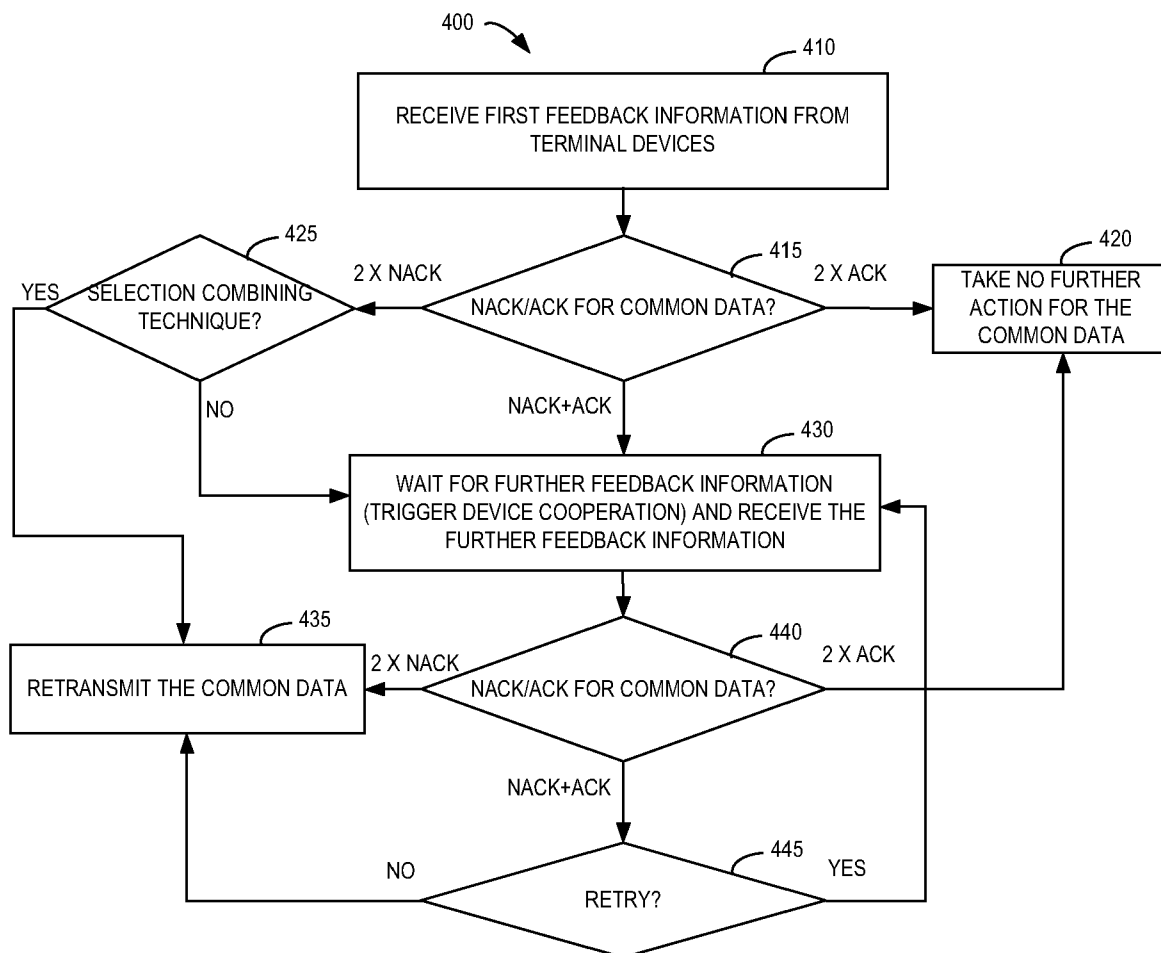 400
410
RECEIVE FIRST FEEDBACK INFORMATION FROM
TERMINAL DEVICES
425
415
420
YES
SELECTION COMBINING
TECHNIQUE?
2 X NACK
NACK/ACK FOR COMMON DATA?
2 X ACK
TAKE NO FURTHER
ACTION FOR THE
COMMON DATA
NO
NACK+ACK
430
WAIT FOR FURTHER FEEDBACK INFORMATION
(TRIGGER DEVICE COOPERATION) AND RECEIVE THE
FURTHER FEEDBACK INFORMATION
435
440
RETRANSMIT THE COMMON DATA
2 X NACK
NACK/ACK FOR COMMON DATA?
2 X ACK
NACK+ACK
445
NO
RETRY?
YES